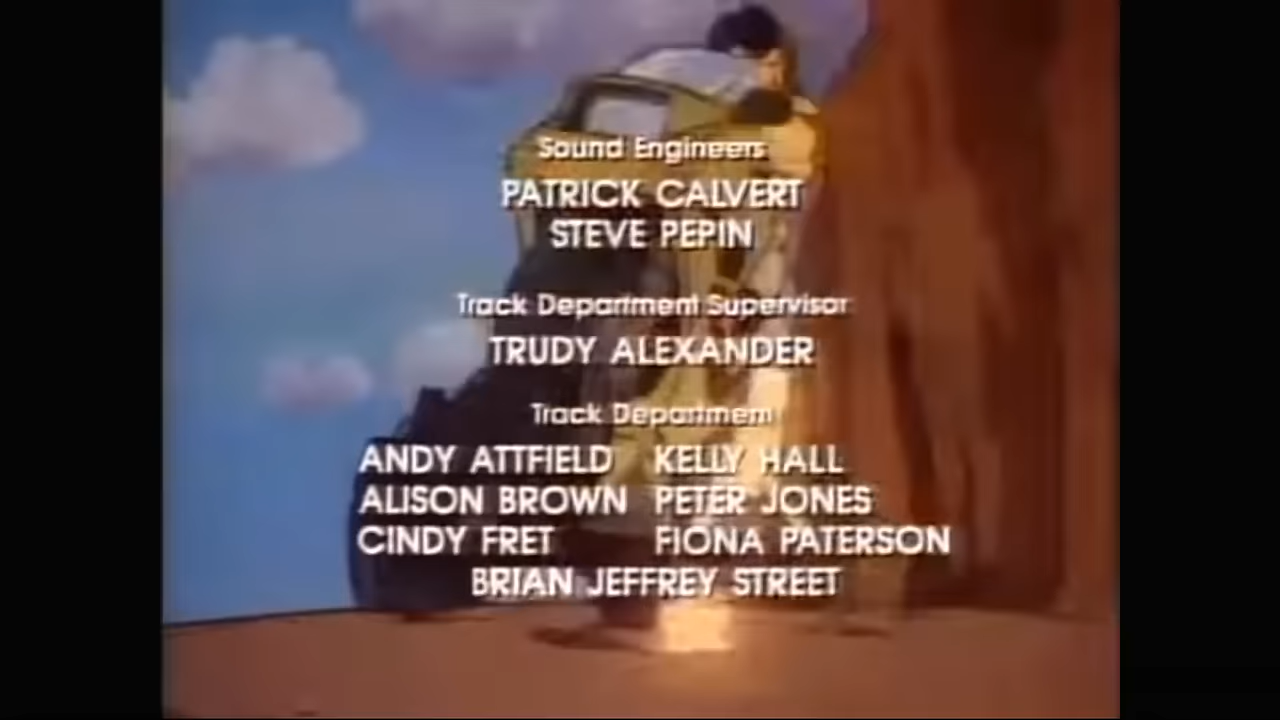 Sound Engineers
PATRICK CALVERT
STEVE PEPIN
Track Department Supervisor
TRUDY ALEXANDER
Track Department
ANDY ATTFIELD KELLY HALL
ALISON BROWN PETER JONES
CINDY FRET FIONA PATERSON
BRIAN JEFFREY STREET